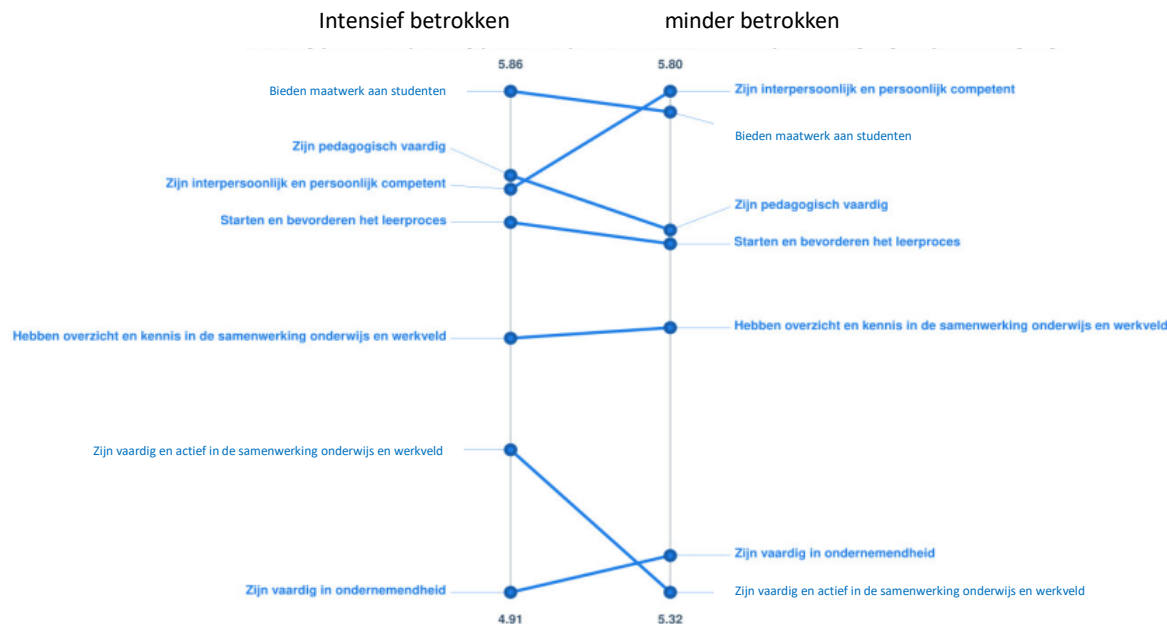 Intensief betrokken
minder betrokken
5.86
5.80
Bieden maatwerk aan studenten
Zijn pedagogisch vaardig
Zijn interpersoonlijk en persoonlijk competent
Starten en bevorderen het leerproces
Hebben overzicht en kennis in de samenwerking onderwijs en werkveld
Zijn vaardig en actief in de samenwerking onderwijs en werkveld
Zijn vaardig in ondernemendheid
Zijn interpersoonlijk en persoonlijk competent
Bieden maatwerk aan studenten
Zijn pedagogisch vaardig
Starten en bevorderen het leerproces
Hebben overzicht en kennis in de samenwerking onderwijs en werkveld
Zijn vaardig in ondernemendheid
Zijn vaardig en actief in de samenwerking onderwijs en werkveld
4.91
5.32